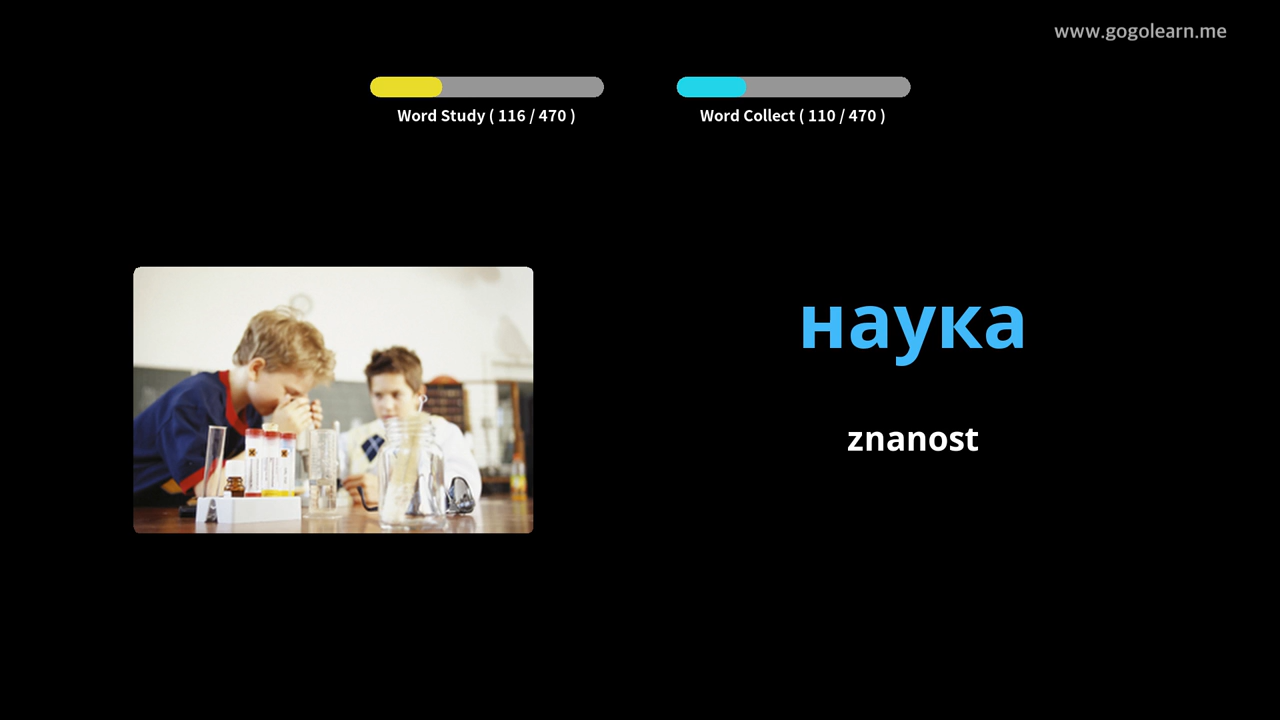 www.gogolearn.me
Word Study ( 116 / 470 )
Word Collect ( 110 / 470 )
наука
znanost